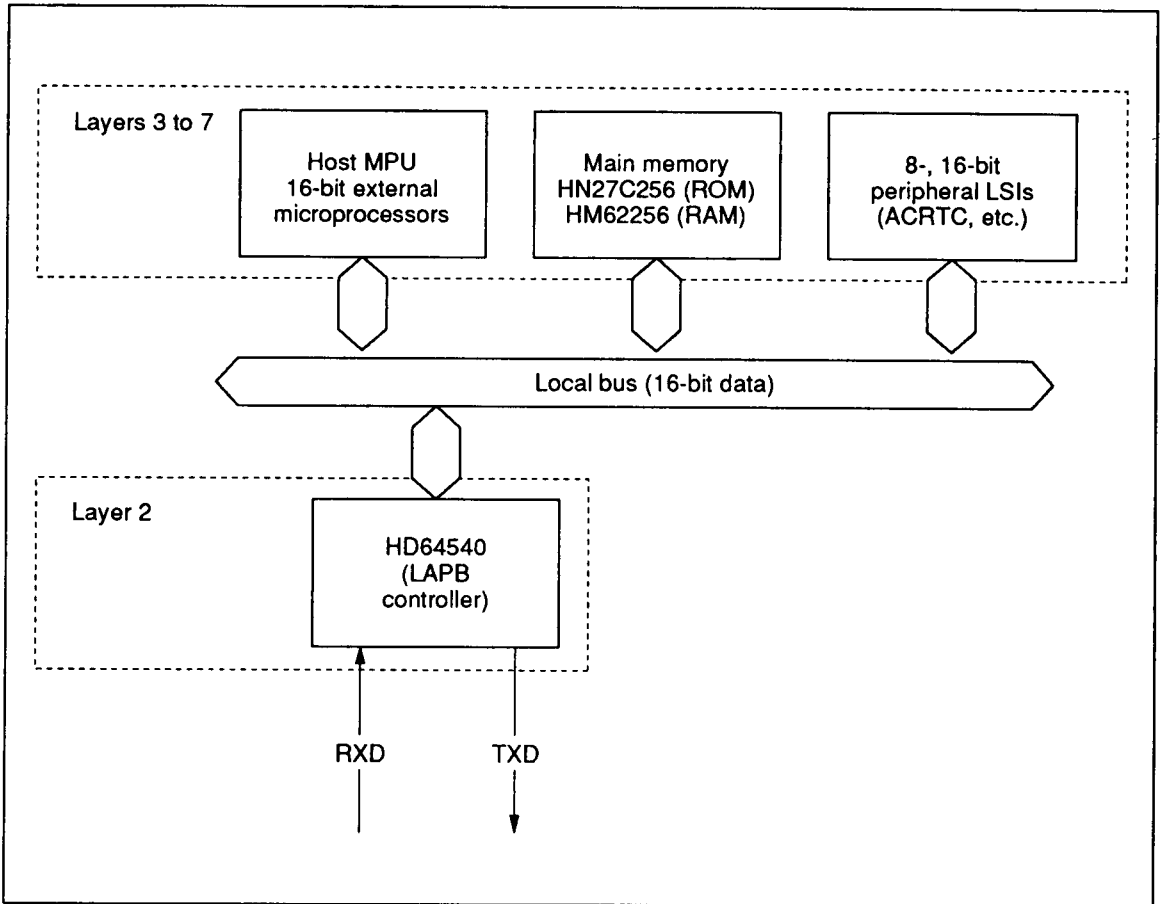 Layers 3 to 7
Host MPU
16-bit external
microprocessors
Main memory
HN27C256 (ROM)
HM62256 (RAM)
8-, 16-bit
peripheral LSIs
(ACRTC, etc.)
Local bus (16-bit data)
Layer 2
HD64540
(LAPB
controller)
RXD
TXD